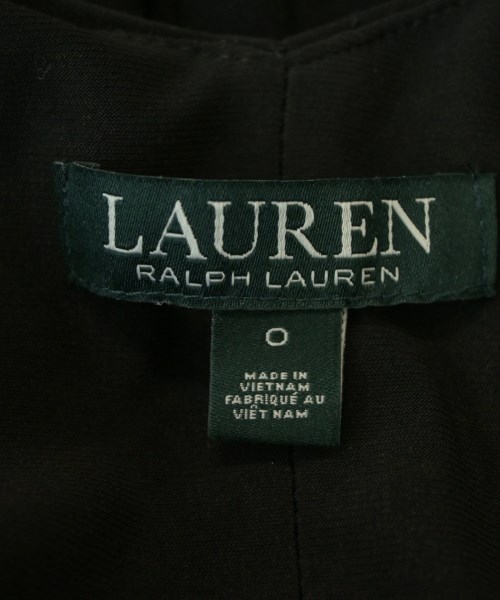 LAUREN
RALPH LAUREN
0
MADE IN
VIETNAM
FABRIQUÉ AU
VIÊT NAM